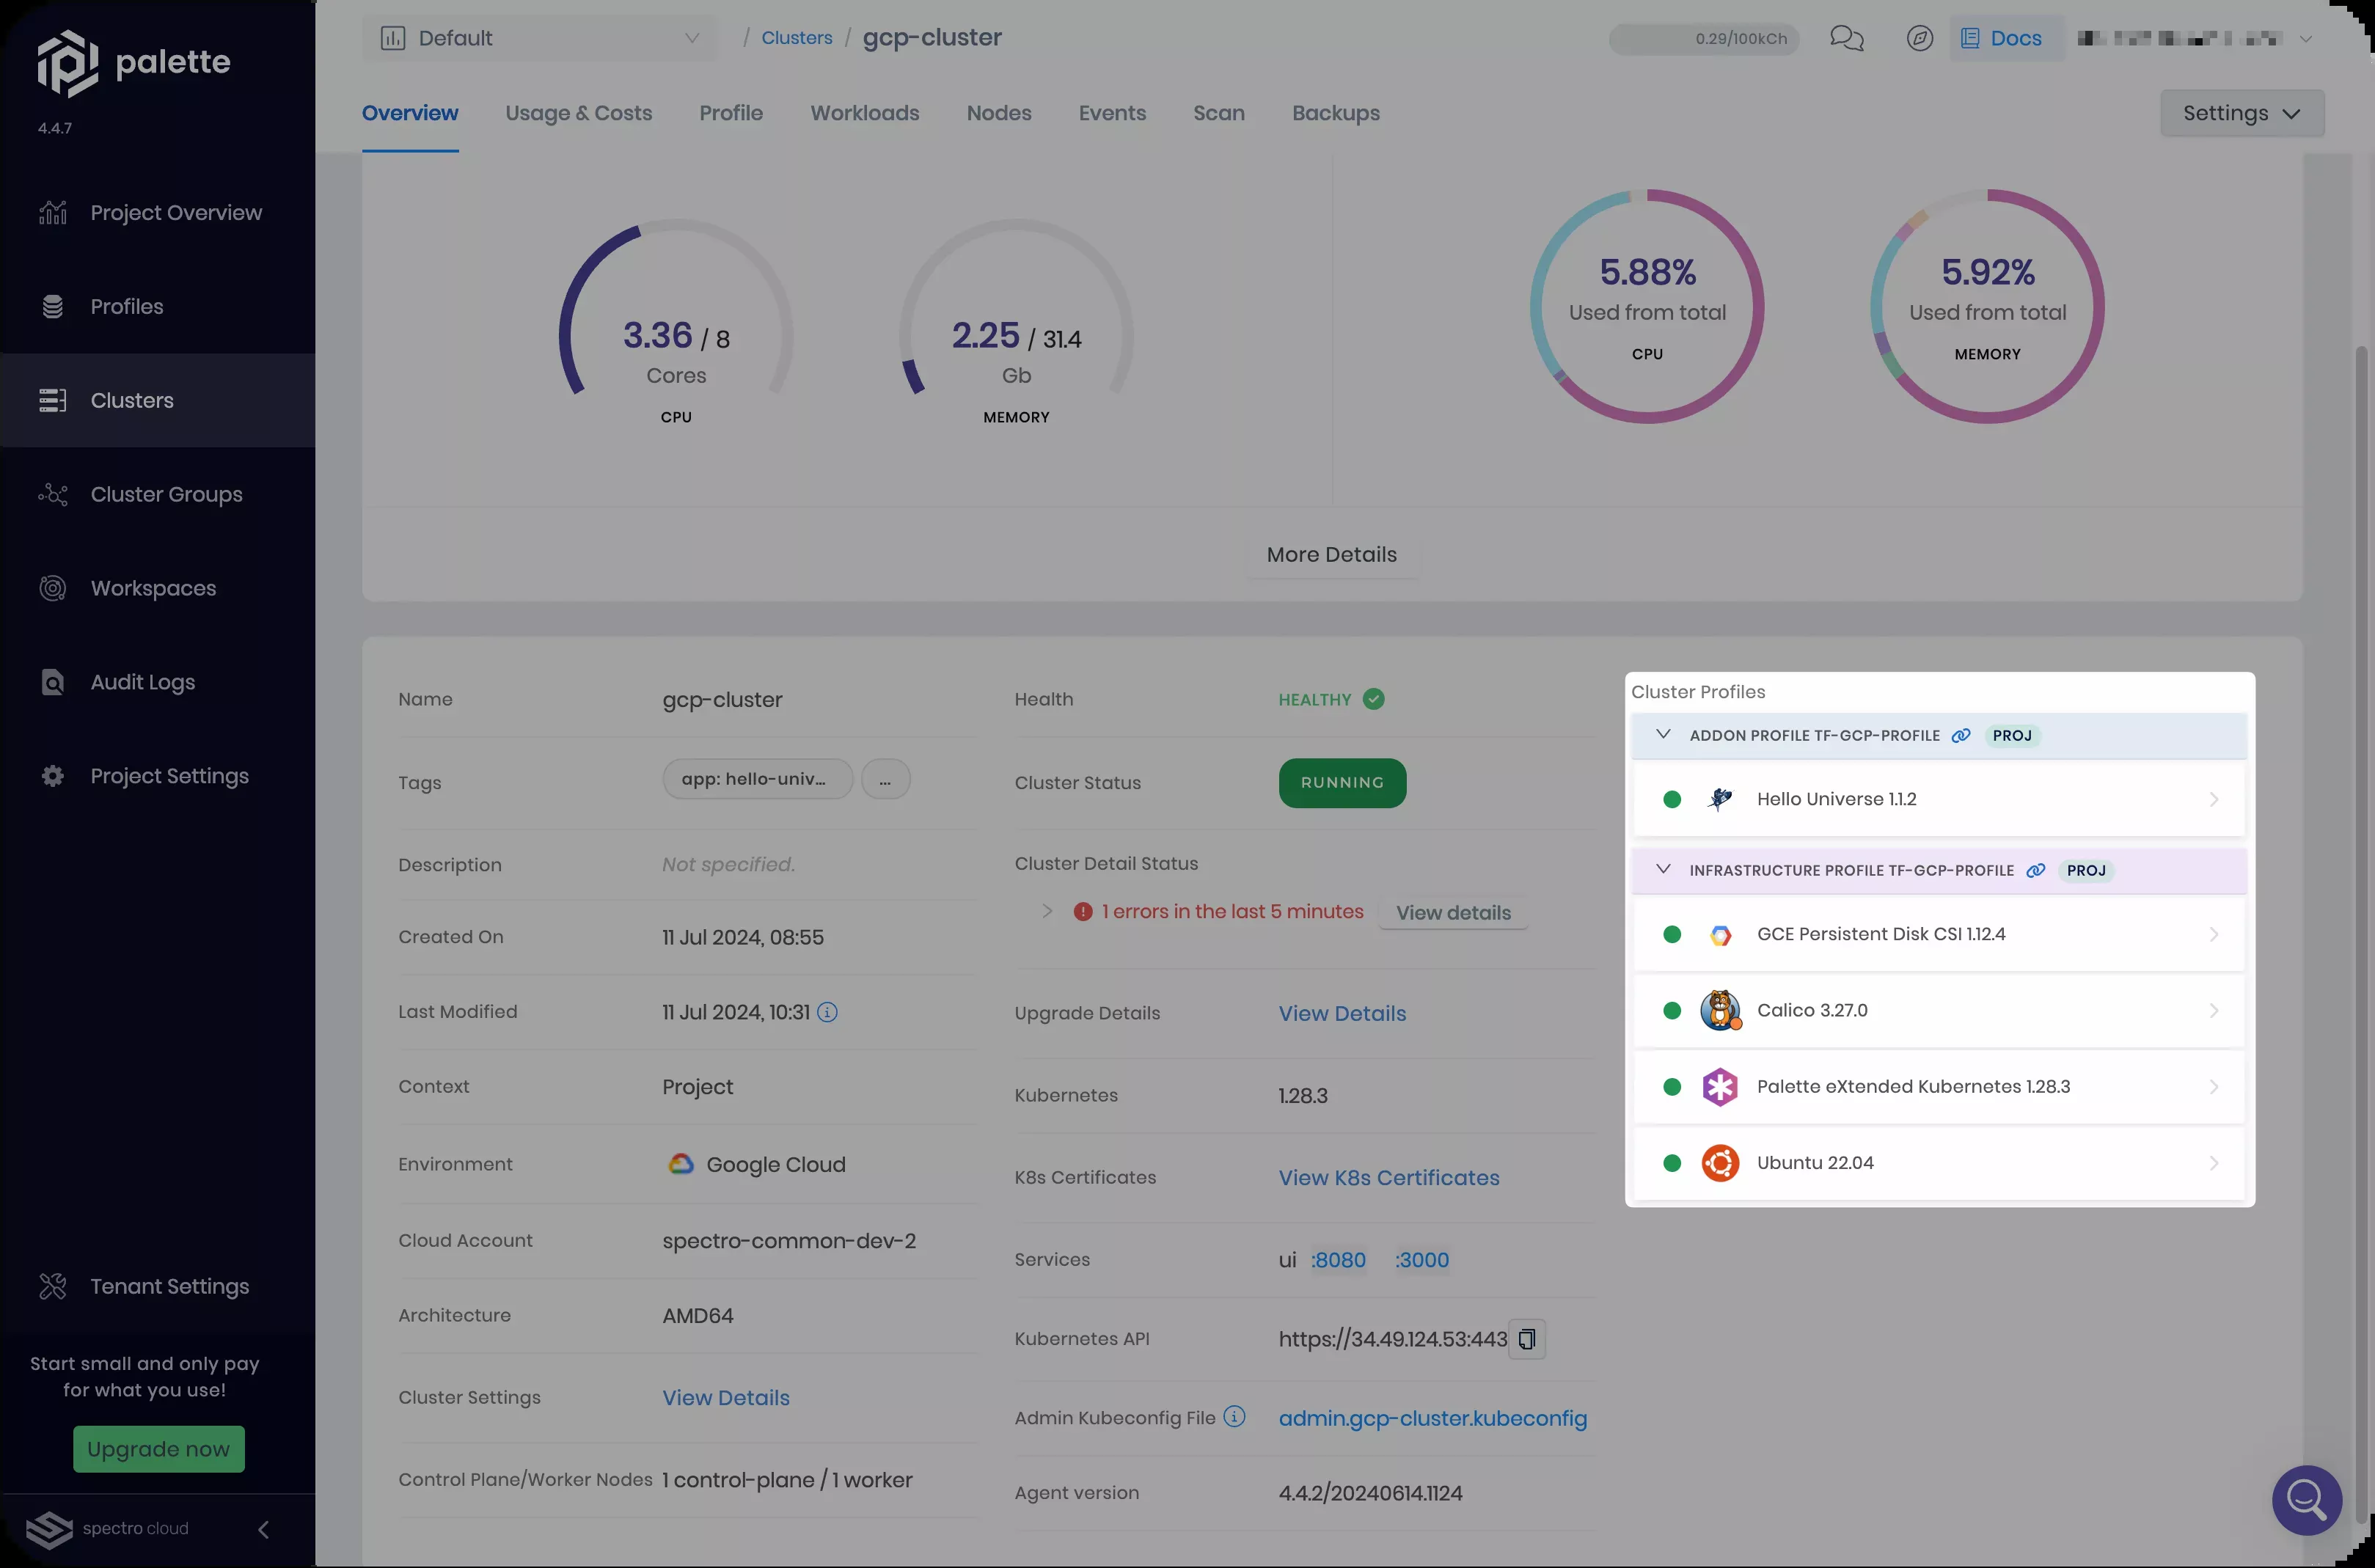 palette
4.4.7
Project Overview
Profiles
Clusters
Cluster Groups
Workspaces
Audit Logs
Project Settings
Tenant Settings
Start small and only pay
for what you use!
Upgrade now
spectro cloud
Default
/ Clusters / gcp-cluster
0.29/100kCh
Docs
Overview
Usage & Costs
Profile
Workloads
Nodes
Events
Scan
Backups
Settings
3.36 / 8
Cores
CPU
2.25 / 31.4
Gb
MEMORY
5.88%
Used from total
CPU
5.92%
Used from total
MEMORY
More Details
Name gcp-cluster
Tags app: hello-univ... ...
Description Not specified.
Created On 11 Jul 2024, 08:55
Last Modified 11 Jul 2024, 10:31
Context Project
Environment Google Cloud
Cloud Account spectro-common-dev-2
Architecture AMD64
Cluster Settings View Details
Control Plane/Worker Nodes 1 control-plane / 1 worker
Health HEALTHY
Cluster Status RUNNING
Cluster Detail Status
1 errors in the last 5 minutes View details
Upgrade Details View Details
Kubernetes 1.28.3
K8s Certificates View K8s Certificates
Services ui :8080 :3000
Kubernetes API https://34.49.124.53:443
Admin Kubeconfig File admin.gcp-cluster.kubeconfig
Agent version 4.4.2/20240614.1124
Cluster Profiles
ADDON PROFILE TF-GCP-PROFILE PROJ
Hello Universe 1.1.2
INFRASTRUCTURE PROFILE TF-GCP-PROFILE PROJ
GCE Persistent Disk CSI 1.12.4
Calico 3.27.0
Palette eXtended Kubernetes 1.28.3
Ubuntu 22.04